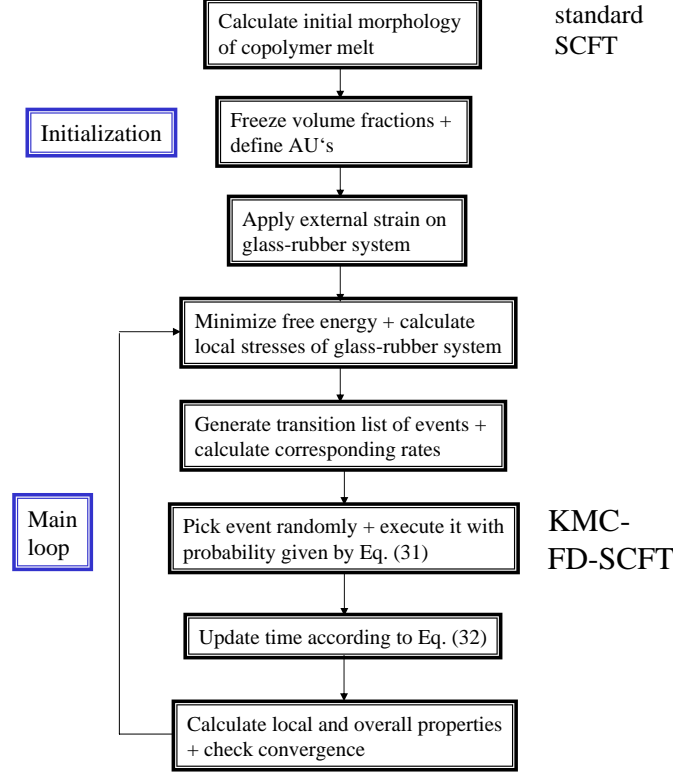 Calculate initial morphology
of copolymer melt
standard
SCFT
Initialization
Freeze volume fractions +
define AU‘s
Apply external strain on
glass-rubber system
Minimize free energy + calculate
local stresses of glass-rubber system
Generate transition list of events +
calculate corresponding rates
Main
loop
Pick event randomly + execute it with
probability given by Eq. (31)
KMC-
FD-SCFT
Update time according to Eq. (32)
Calculate local and overall properties
+ check convergence